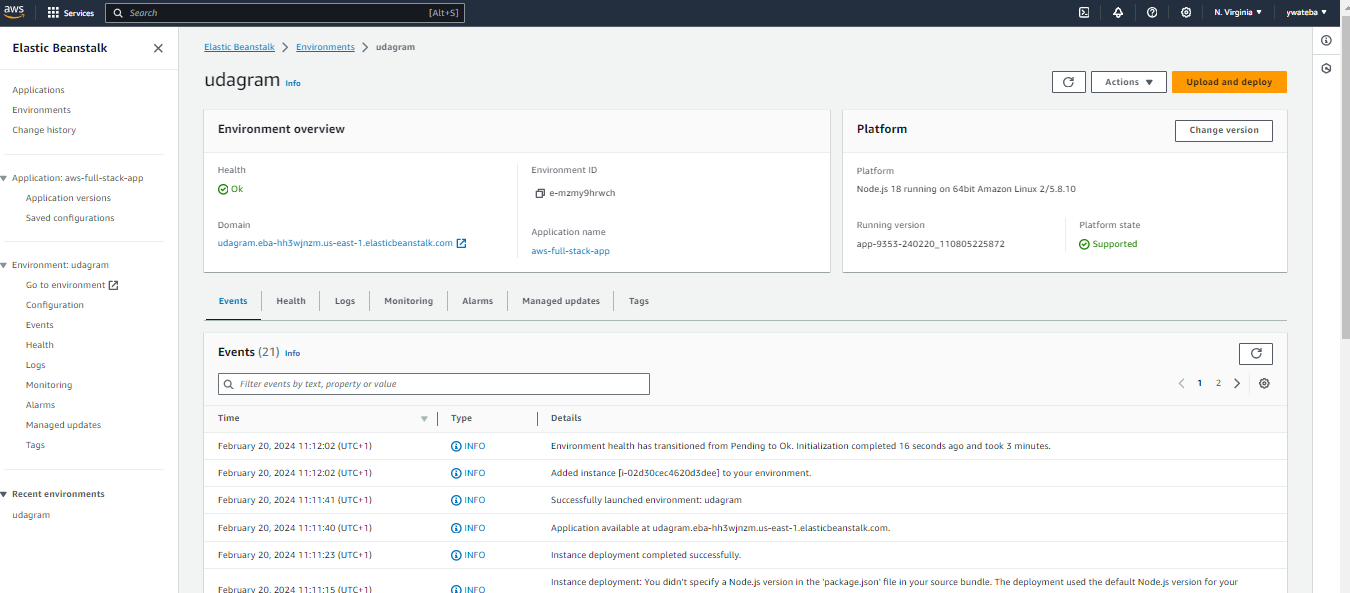 aws
Services
Search
[Alt+S]
N. Virginia
ywateba
Elastic Beanstalk
Applications
Environments
Change history
Application: aws-full-stack-app
Application versions
Saved configurations
Environment: udagram
Go to environment
Configuration
Events
Health
Logs
Monitoring
Alarms
Managed updates
Tags
Recent environments
udagram
Elastic Beanstalk
Environments
udagram
udagram Info
Actions
Upload and deploy
Environment overview
Health
Ok
Domain
udagram.eba-hh3wjnzm.us-east-1.elasticbeanstalk.com
Environment ID
e-mzmy9hrwch
Application name
aws-full-stack-app
Platform
Change version
Platform
Node.js 18 running on 64bit Amazon Linux 2/5.8.10
Running version
app-9353-240220_110805225872
Platform state
Supported
Events
Health
Logs
Monitoring
Alarms
Managed updates
Tags
Events (21) Info
Filter events by text, property or value
1 2
Time Type Details
February 20, 2024 11:12:02 (UTC+1) INFO Environment health has transitioned from Pending to Ok. Initialization completed 16 seconds ago and took 3 minutes.
February 20, 2024 11:12:02 (UTC+1) INFO Added instance [i-02d30cec4620d3dee] to your environment.
February 20, 2024 11:11:41 (UTC+1) INFO Successfully launched environment: udagram
February 20, 2024 11:11:40 (UTC+1) INFO Application available at udagram.eba-hh3wjnzm.us-east-1.elasticbeanstalk.com.
February 20, 2024 11:11:23 (UTC+1) INFO Instance deployment completed successfully.
February 20, 2024 11:11:15 (UTC+1) INFO Instance deployment: You didn't specify a Node.js version in the 'package.json' file in your source bundle. The deployment used the default Node.js version for your